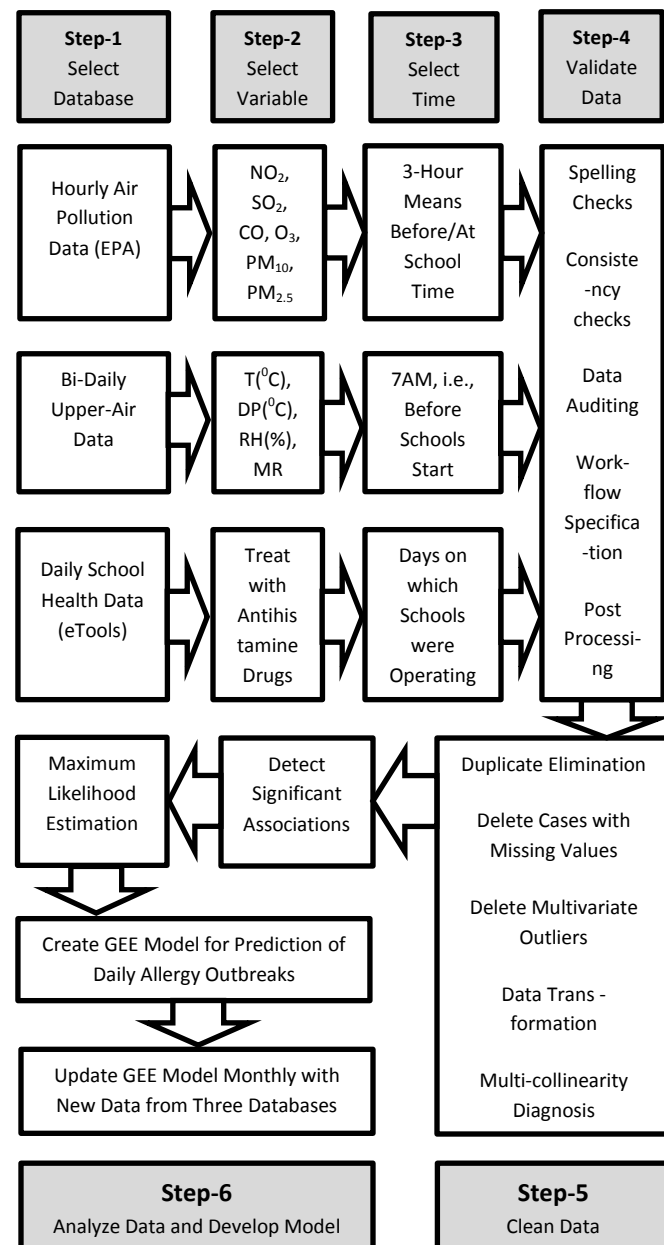 Step-1
Select
Database
Step-2
Select
Variable
Step-3
Select
Time
Step-4
Validate
Data
Hourly Air
Pollution
Data (EPA)
NO₂,
SO₂,
CO, O₃,
PM₁₀,
PM₂.₅
3-Hour
Means
Before/At
School
Time
Spelling
Checks
Consiste
-ncy
checks
Data
Auditing
Work-
flow
Specifica
-tion
Post
Processi-
ng
Bi-Daily
Upper-Air
Data
T(⁰C),
DP(⁰C),
RH(%),
MR
7AM, i.e.,
Before
Schools
Start
Daily School
Health Data
(eTools)
Treat
with
Antihis
tamine
Drugs
Days on
which
Schools
were
Operating
Maximum
Likelihood
Estimation
Detect
Significant
Associations
Duplicate Elimination
Delete Cases with
Missing Values
Delete Multivariate
Outliers
Data Trans -
formation
Multi-collinearity
Diagnosis
Create GEE Model for Prediction of
Daily Allergy Outbreaks
Update GEE Model Monthly with
New Data from Three Databases
Step-6
Analyze Data and Develop Model
Step-5
Clean Data